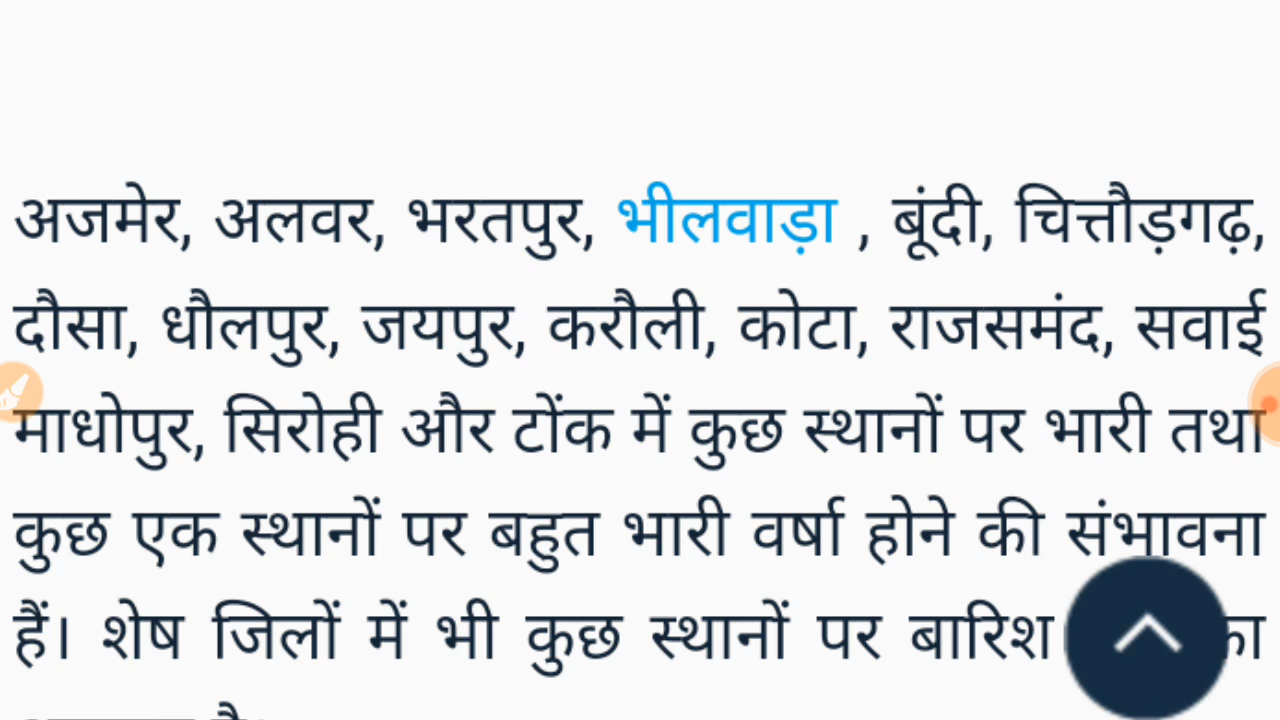 अजमेर, अलवर, भरतपुर, भीलवाड़ा , बूंदी, चित्तौड़गढ़,
दौसा, धौलपुर, जयपुर, करौली, कोटा, राजसमंद, सवाई
माधोपुर, सिरोही और टोंक में कुछ स्थानों पर भारी तथा
कुछ एक स्थानों पर बहुत भारी वर्षा होने की संभावना
हैं। शेष जिलों में भी कुछ स्थानों पर बारिश